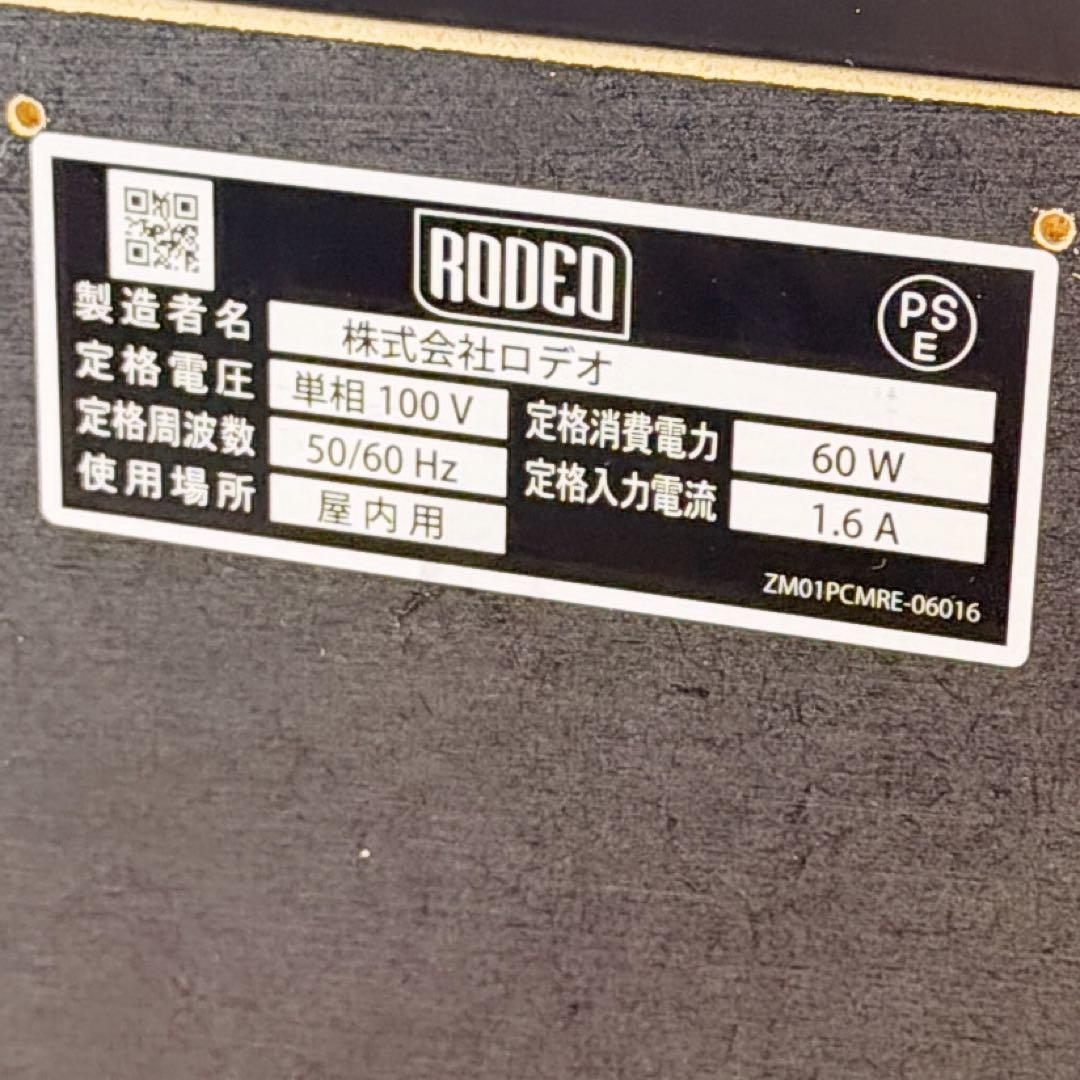 RODEO
PS
E
製造者名 株式会社ロデオ
定格電圧 単相 100 V 定格消費電力 60 W
定格周波数 50/60 Hz 定格入力電流 1.6 A
使用場所 屋内用
ZM01PCMRE-06016